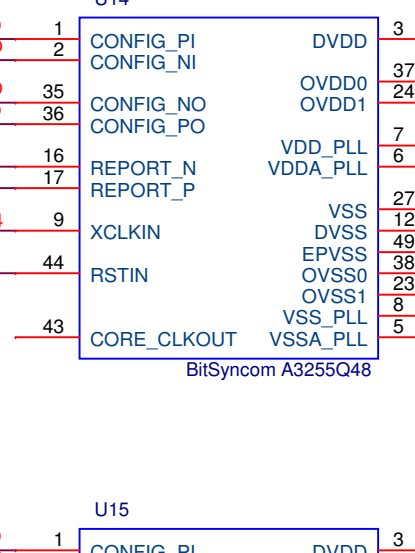 U14
1 CONFIG_PI DVDD 3
2 CONFIG_NI
OVDD0 37
35 CONFIG_NO OVDD1 24
36 CONFIG_PO
VDD_PLL 7
16 REPORT_N VDDA_PLL 6
17 REPORT_P
VSS 27
9 XCLKIN DVSS 12
EPVSS 49
44 RSTIN OVSS0 38
OVSS1 23
VSS_PLL 8
43 CORE_CLKOUT VSSA_PLL 5
BitSyncom A3255Q48
U15
1 CONFIG_PI DVDD 3